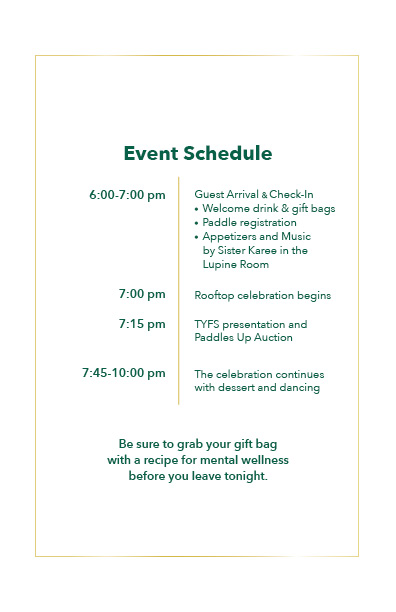 Event Schedule
6:00-7:00 pm
Guest Arrival & Check-In
• Welcome drink & gift bags
• Paddle registration
• Appetizers and Music
by Sister Karee in the
Lupine Room
7:00 pm
Rooftop celebration begins
7:15 pm
TYFS presentation and
Paddles Up Auction
7:45-10:00 pm
The celebration continues
with dessert and dancing
Be sure to grab your gift bag
with a recipe for mental wellness
before you leave tonight.